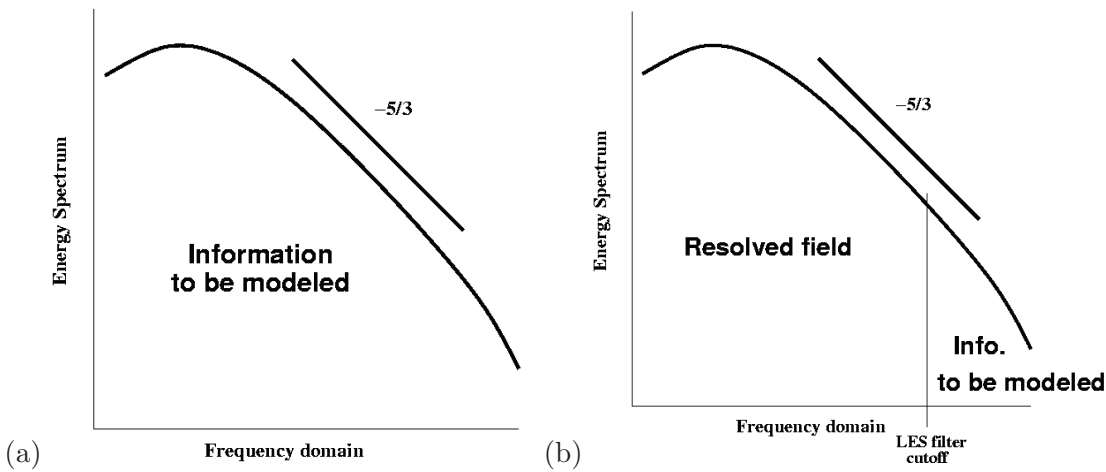 Energy Spectrum
−5/3
Information
to be modeled
Frequency domain
(a)
Energy Spectrum
−5/3
Resolved field
Info.
to be modeled
Frequency domain
LES filter
cutoff
(b)